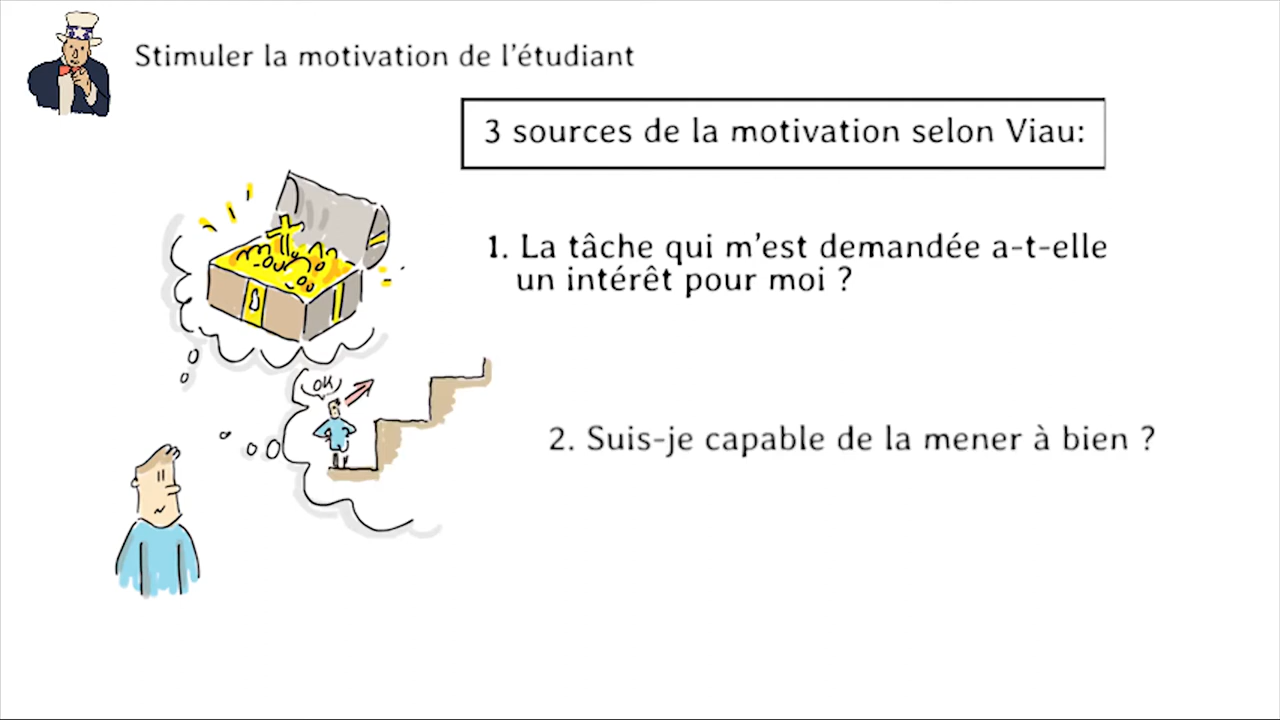 Stimuler la motivation de l'étudiant
3 sources de la motivation selon Viau:
1. La tâche qui m'est demandée a-t-elle
un intérêt pour moi ?
OK
2. Suis-je capable de la mener à bien ?